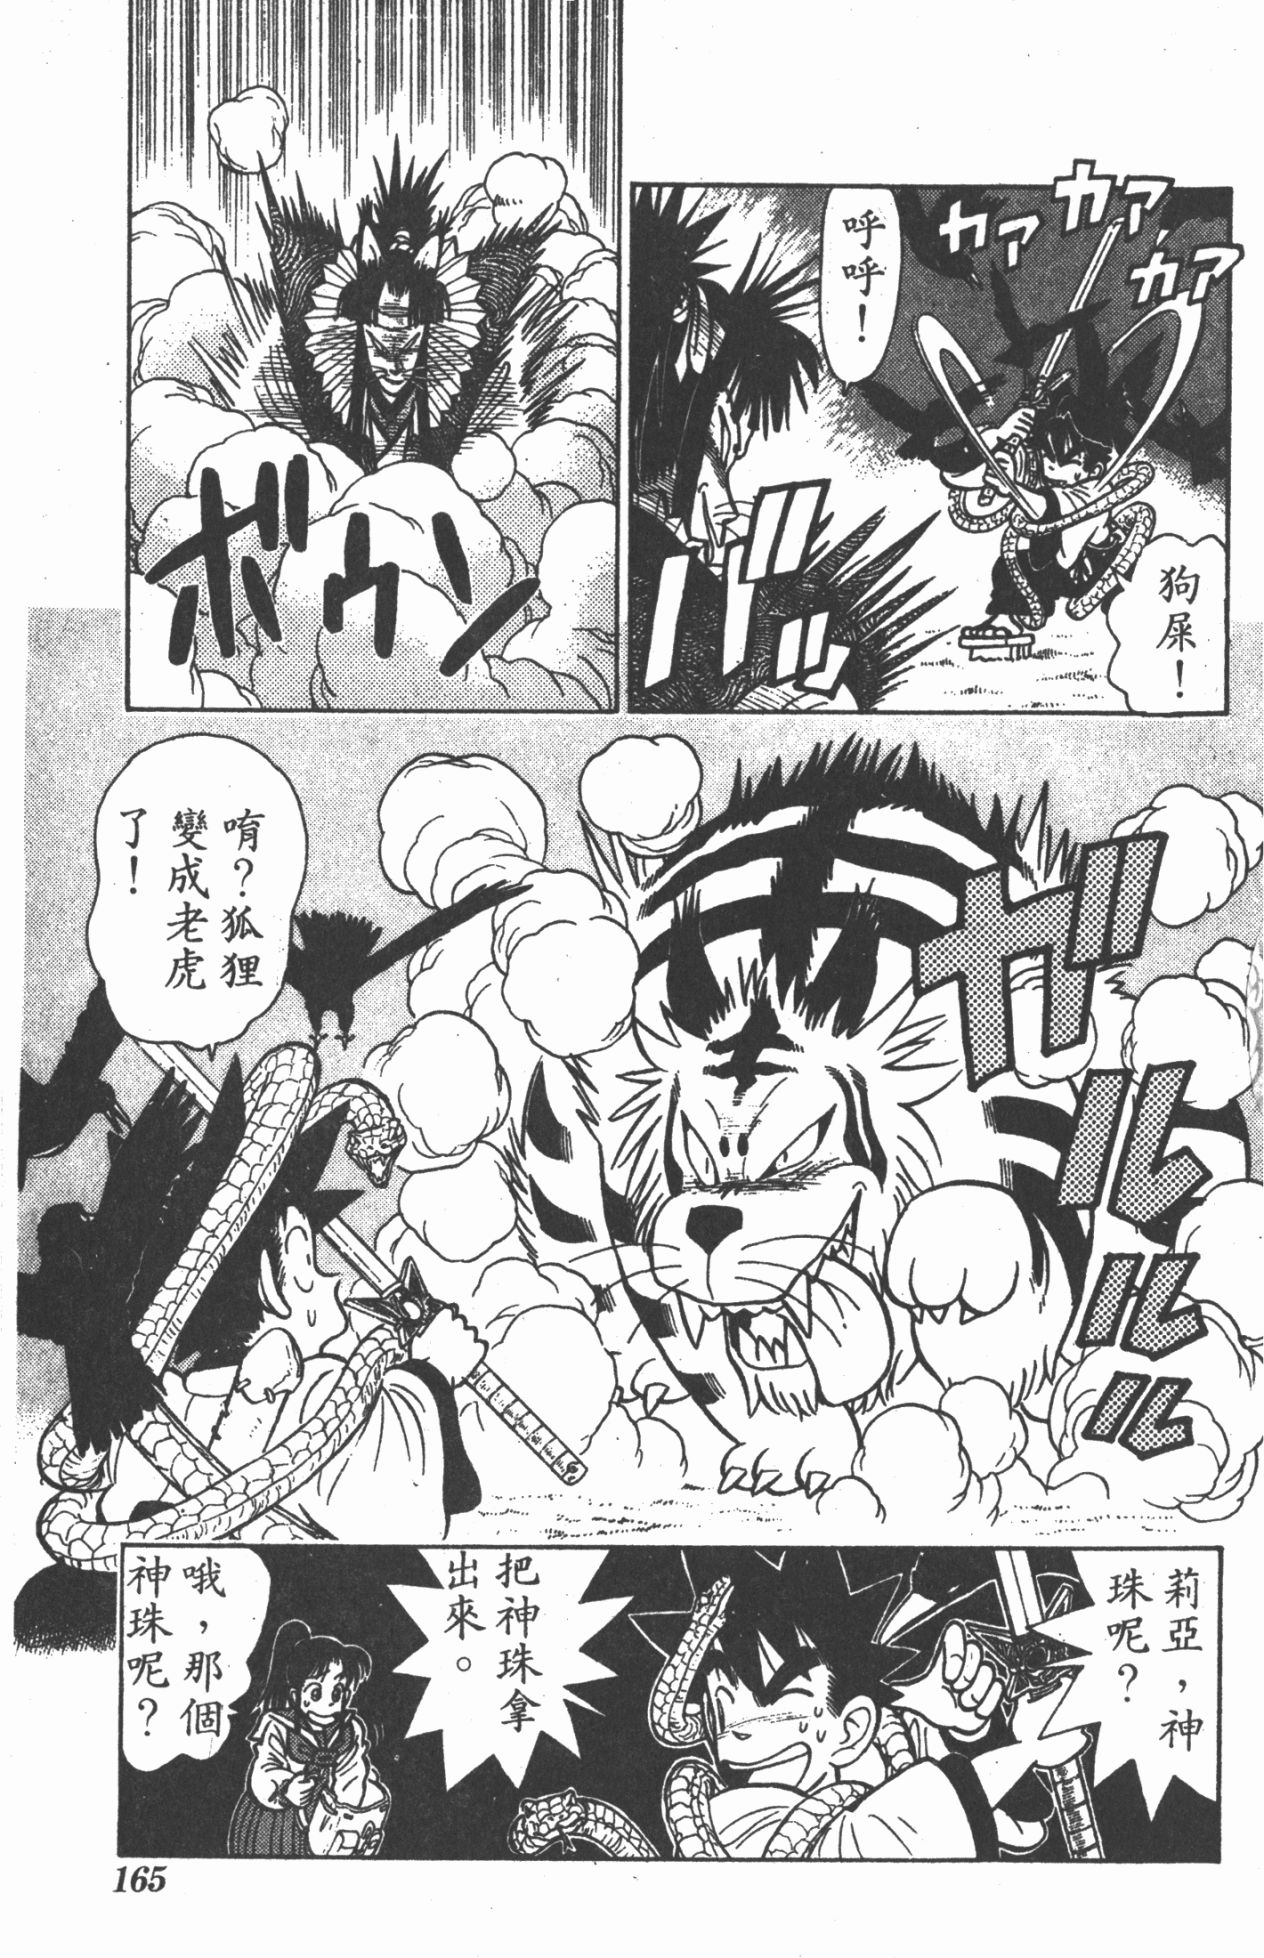 カァ
カァ
カァ
呼
呼！
狗
屎！
バッ
ボウン
唷？狐狸
變成老虎
了！
ガルルル
莉亞，神
珠呢？
把神珠拿
出來。
哦，那個
神珠呢？
165